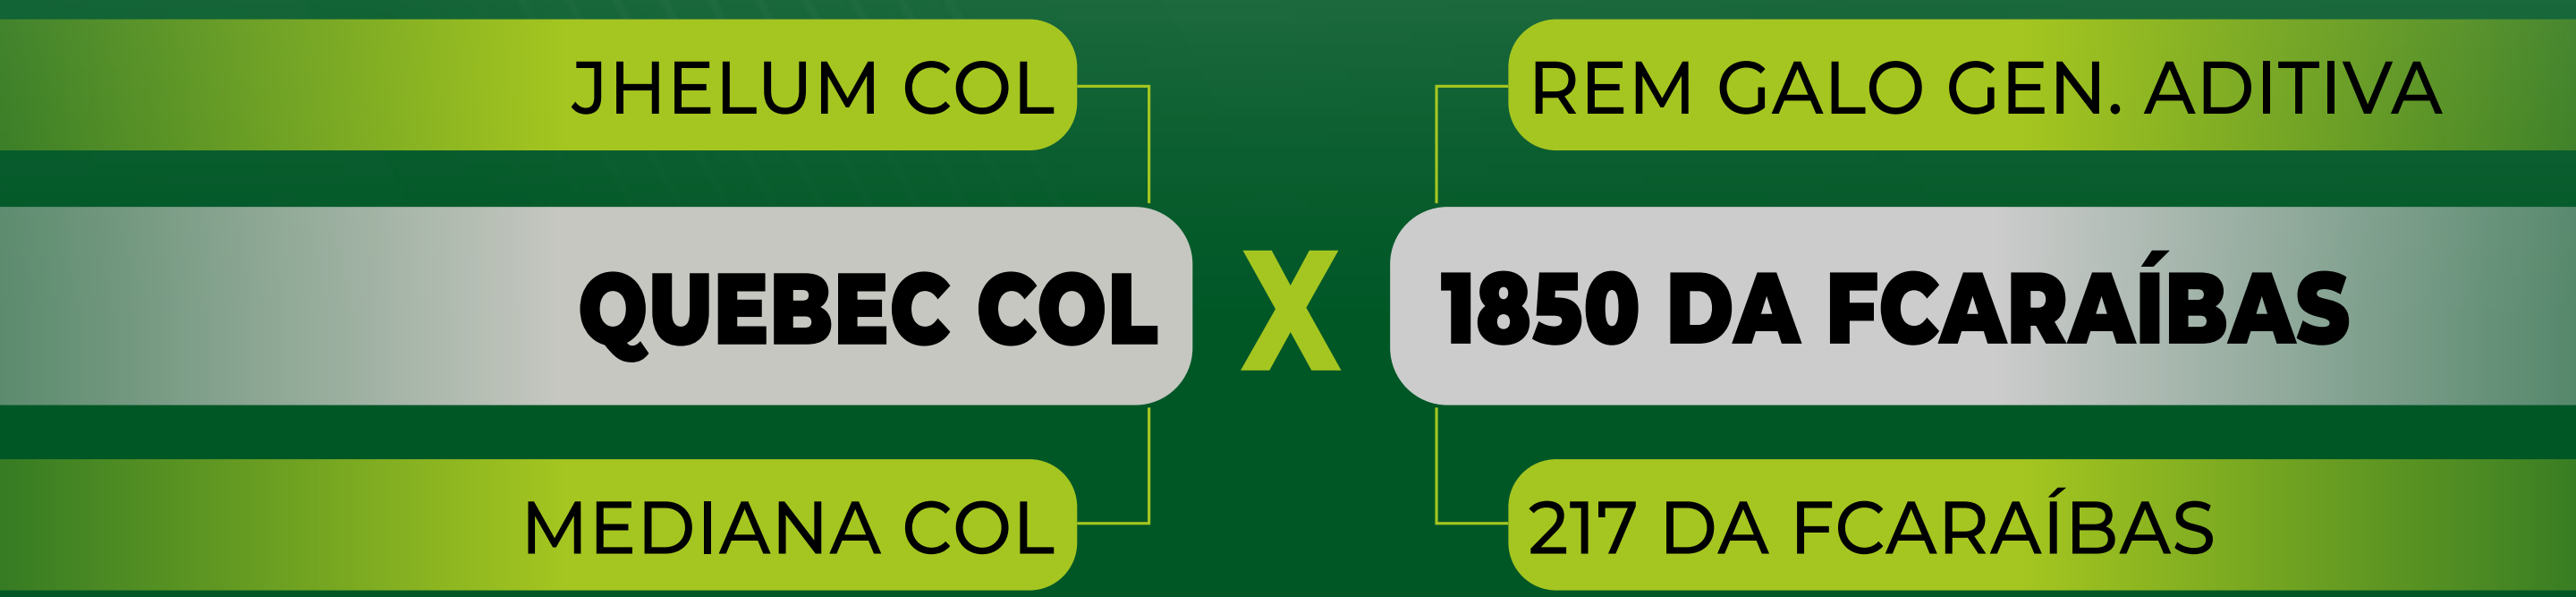 JHELUM COL
REM GALO GEN. ADITIVA
QUEBEC COL
X
1850 DA FCARAÍBAS
MEDIANA COL
217 DA FCARAÍBAS